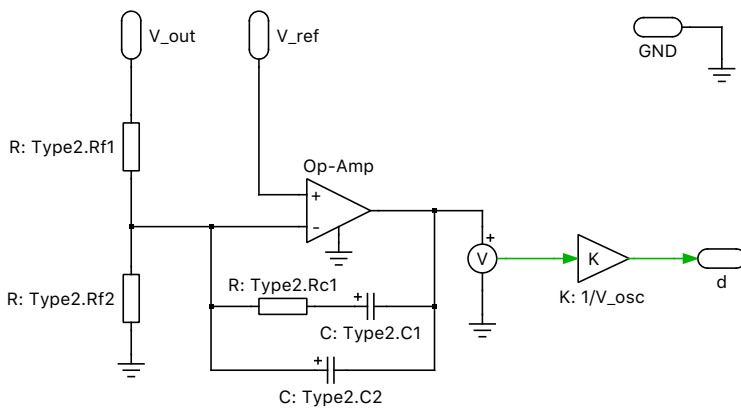 V_out
V_ref
GND
R: Type2.Rf1
Op-Amp
+
-
+
V
K
R: Type2.Rf2
R: Type2.Rc1
+
C: Type2.C1
K: 1/V_osc
d
+
C: Type2.C2